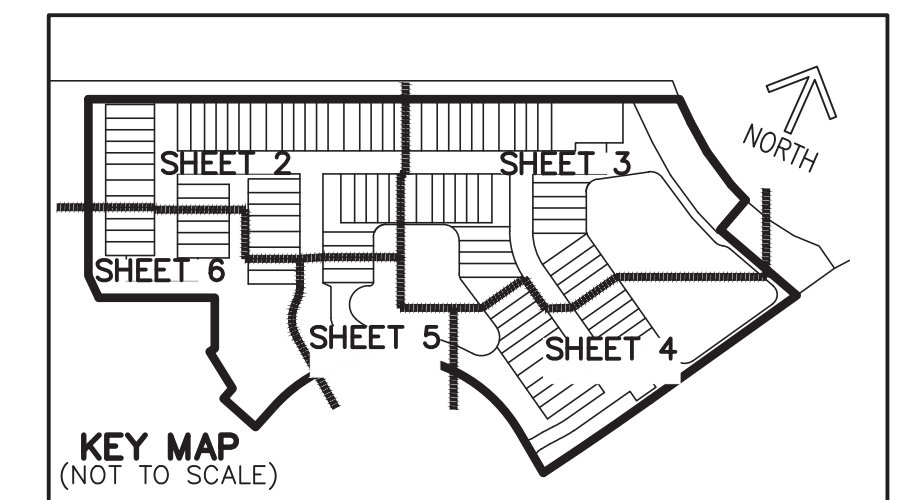 NORTH
SHEET 2
SHEET 3
SHEET 6
SHEET 5
SHEET 4
KEY MAP
(NOT TO SCALE)